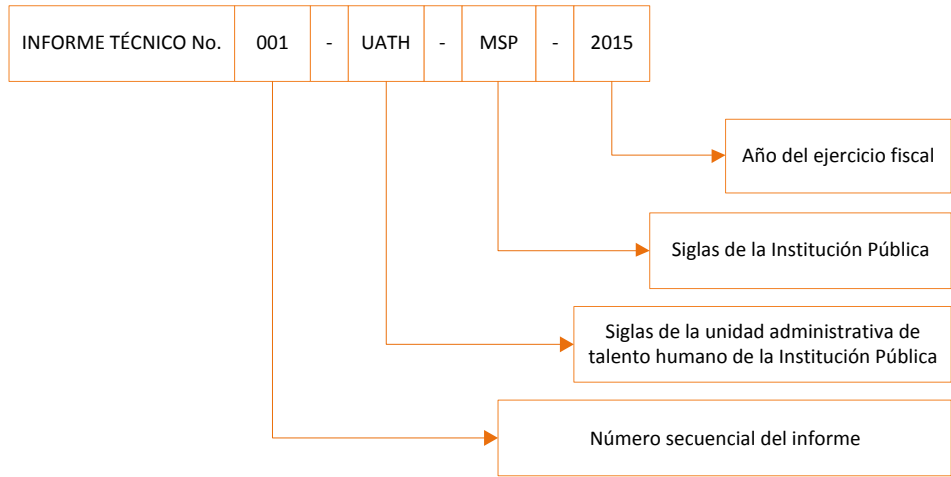 INFORME TÉCNICO No. 001 - UATH - MSP - 2015
Año del ejercicio fiscal
Siglas de la Institución Pública
Siglas de la unidad administrativa de
talento humano de la Institución Pública
Número secuencial del informe